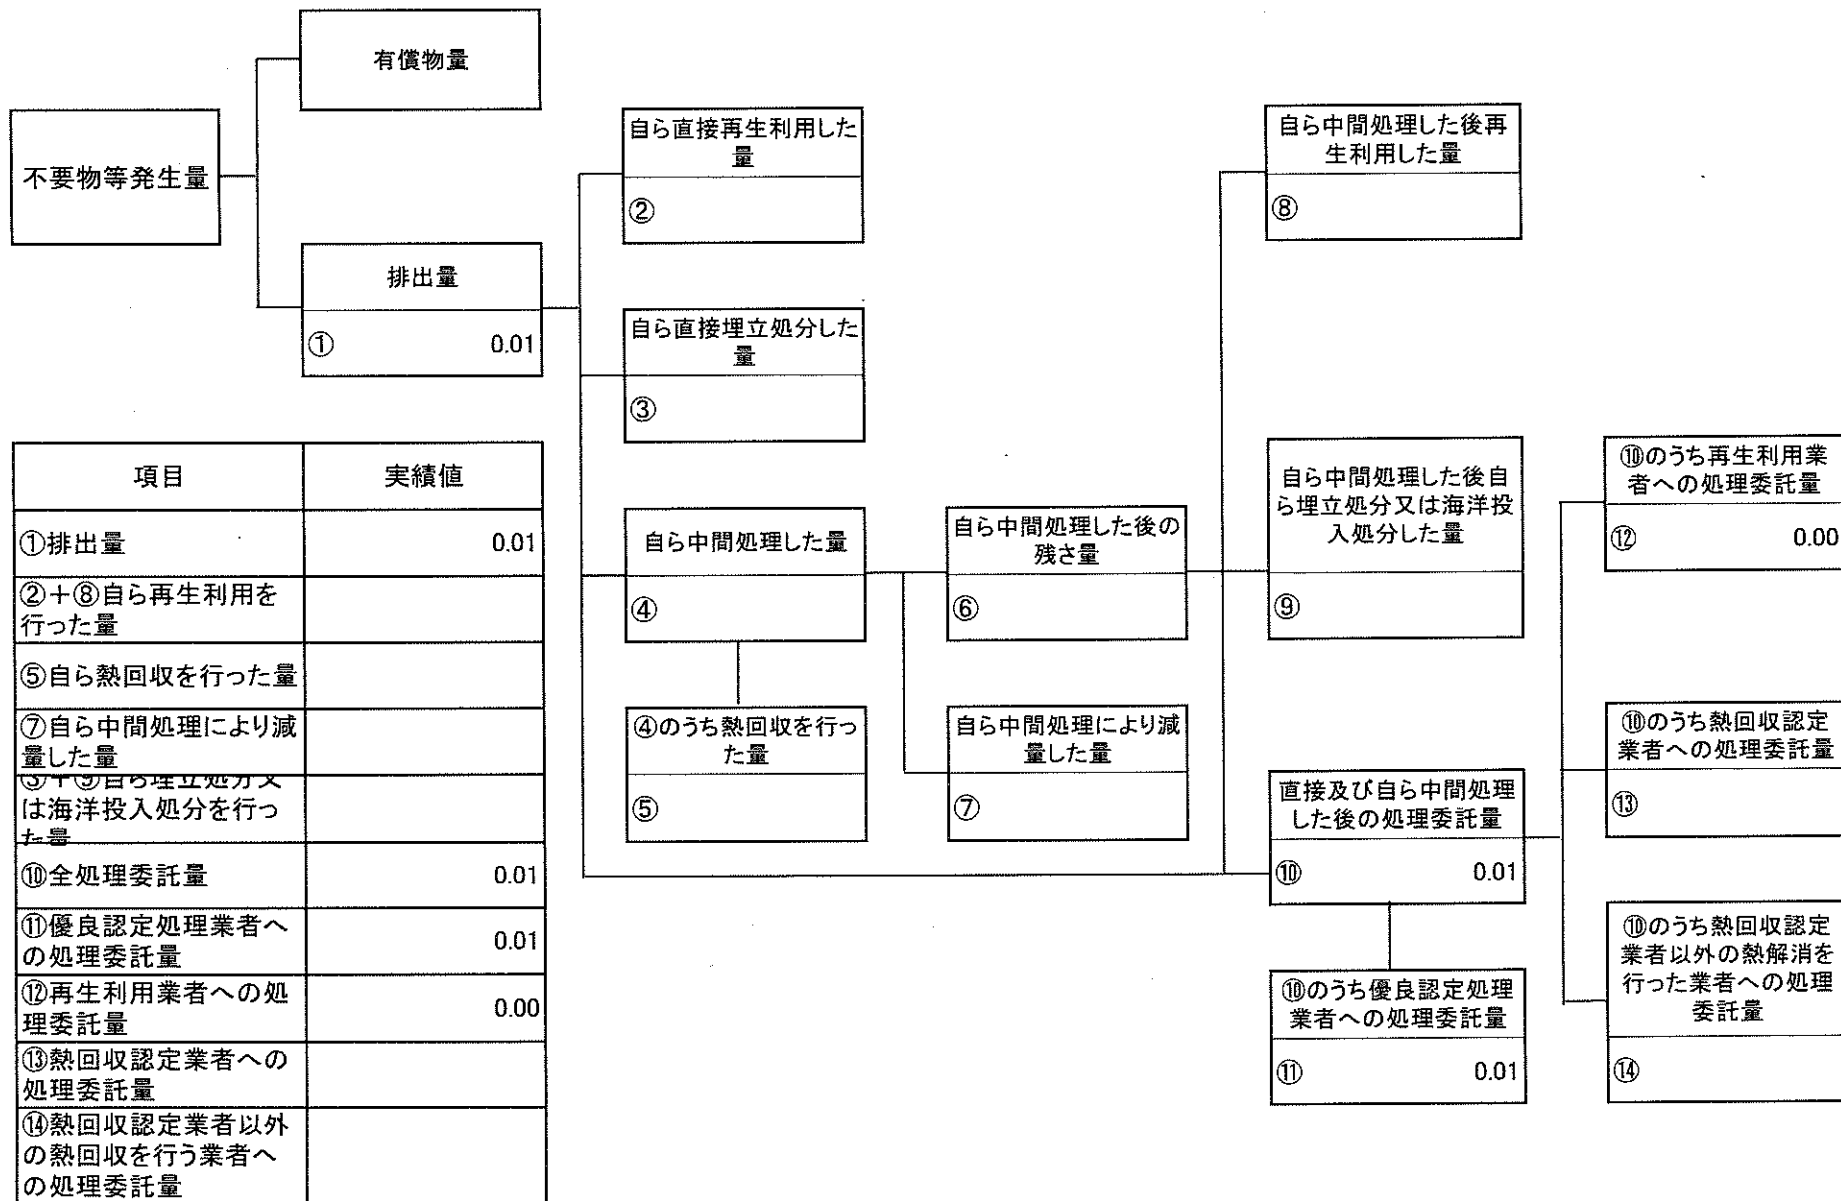 有償物量
不要物等発生量
排出量
① 0.01
自ら直接再生利用した
量
②
自ら直接埋立処分した
量
③
自ら中間処理した量
④
④のうち熱回収を行っ
た量
⑤
自ら中間処理した後の
残さ量
⑥
自ら中間処理により減
量した量
⑦
自ら中間処理した後再
生利用した量
⑧
自ら中間処理した後自
ら埋立処分又は海洋投
入処分した量
⑨
直接及び自ら中間処理
した後の処理委託量
⑩ 0.01
⑩のうち優良認定処理
業者への処理委託量
⑪ 0.01
⑩のうち再生利用業
者への処理委託量
⑫ 0.00
⑩のうち熱回収認定
業者への処理委託量
⑬
⑩のうち熱回収認定
業者以外の熱解消を
行った業者への処理
委託量
⑭
項目 実績値
①排出量 0.01
②+⑧自ら再生利用を
行った量
⑤自ら熱回収を行った量
⑦自ら中間処理により減
量した量
③+⑨自ら埋立処分又
は海洋投入処分を行っ
た量
⑩全処理委託量 0.01
⑪優良認定処理業者へ
の処理委託量 0.01
⑫再生利用業者への処
理委託量 0.00
⑬熱回収認定業者への
処理委託量
⑭熱回収認定業者以外
の熱回収を行う業者へ
の処理委託量